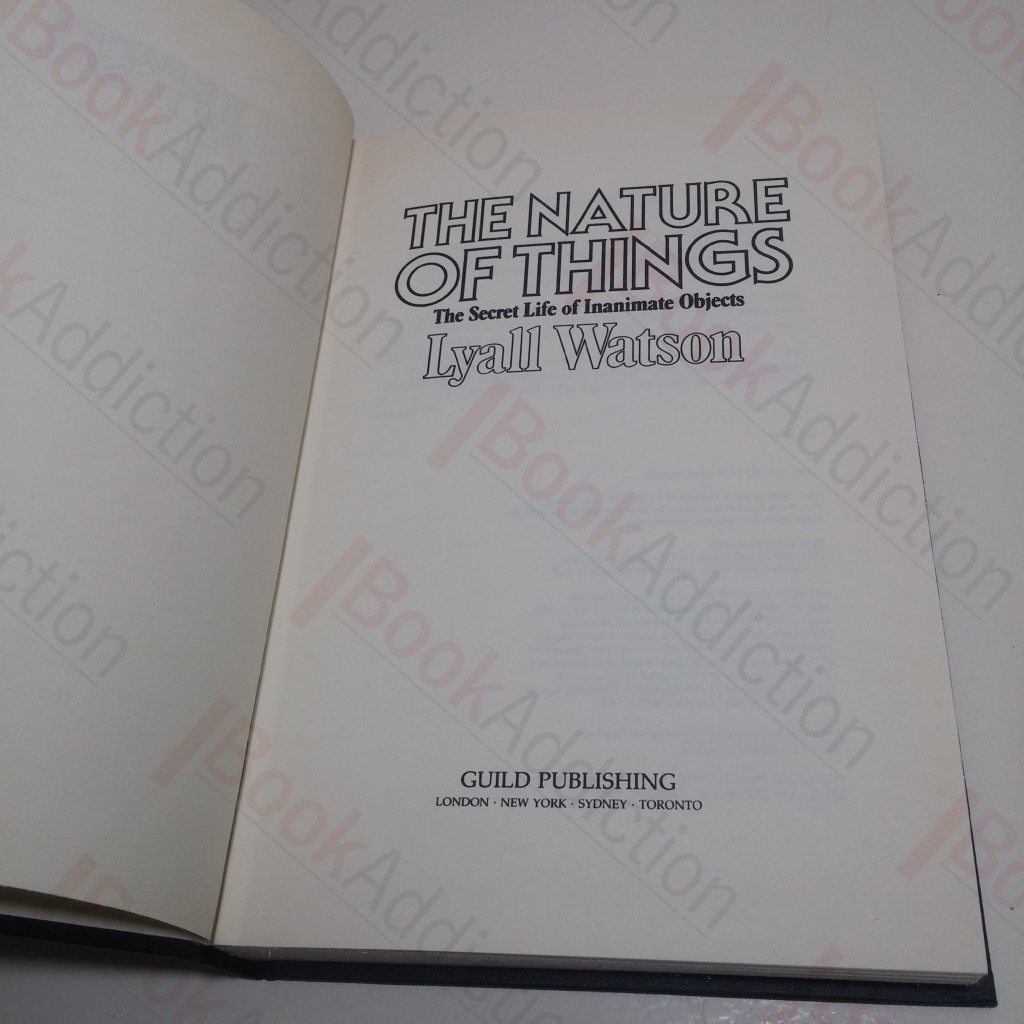 THE NATURE
OF THINGS
The Secret Life of Inanimate Objects
Lyall Watson
GUILD PUBLISHING
LONDON · NEW YORK · SYDNEY · TORONTO
BookAddiction